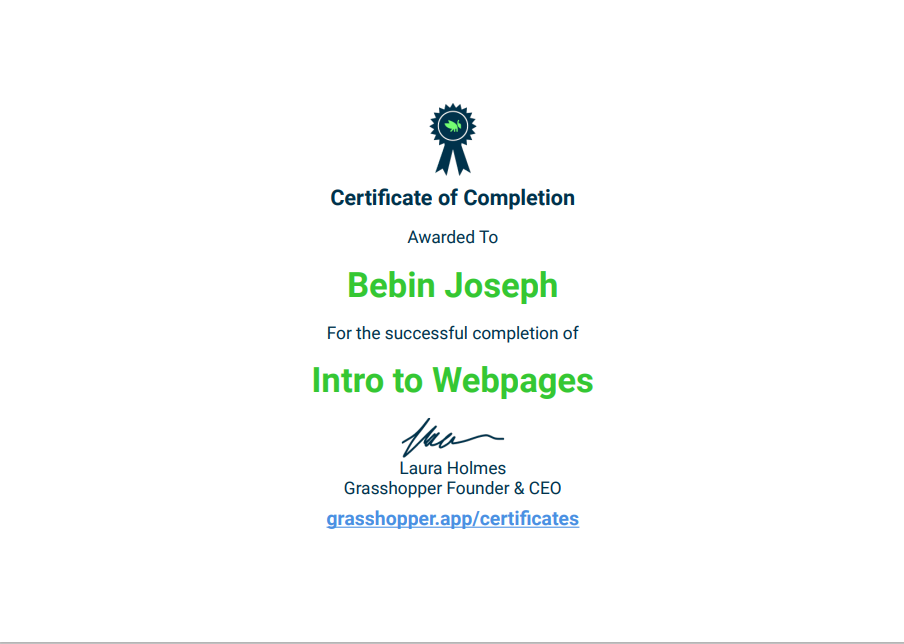 Certificate of Completion
Awarded To
Bebin Joseph
For the successful completion of
Intro to Webpages
Laura Holmes
Grasshopper Founder & CEO
grasshopper.app/certificates